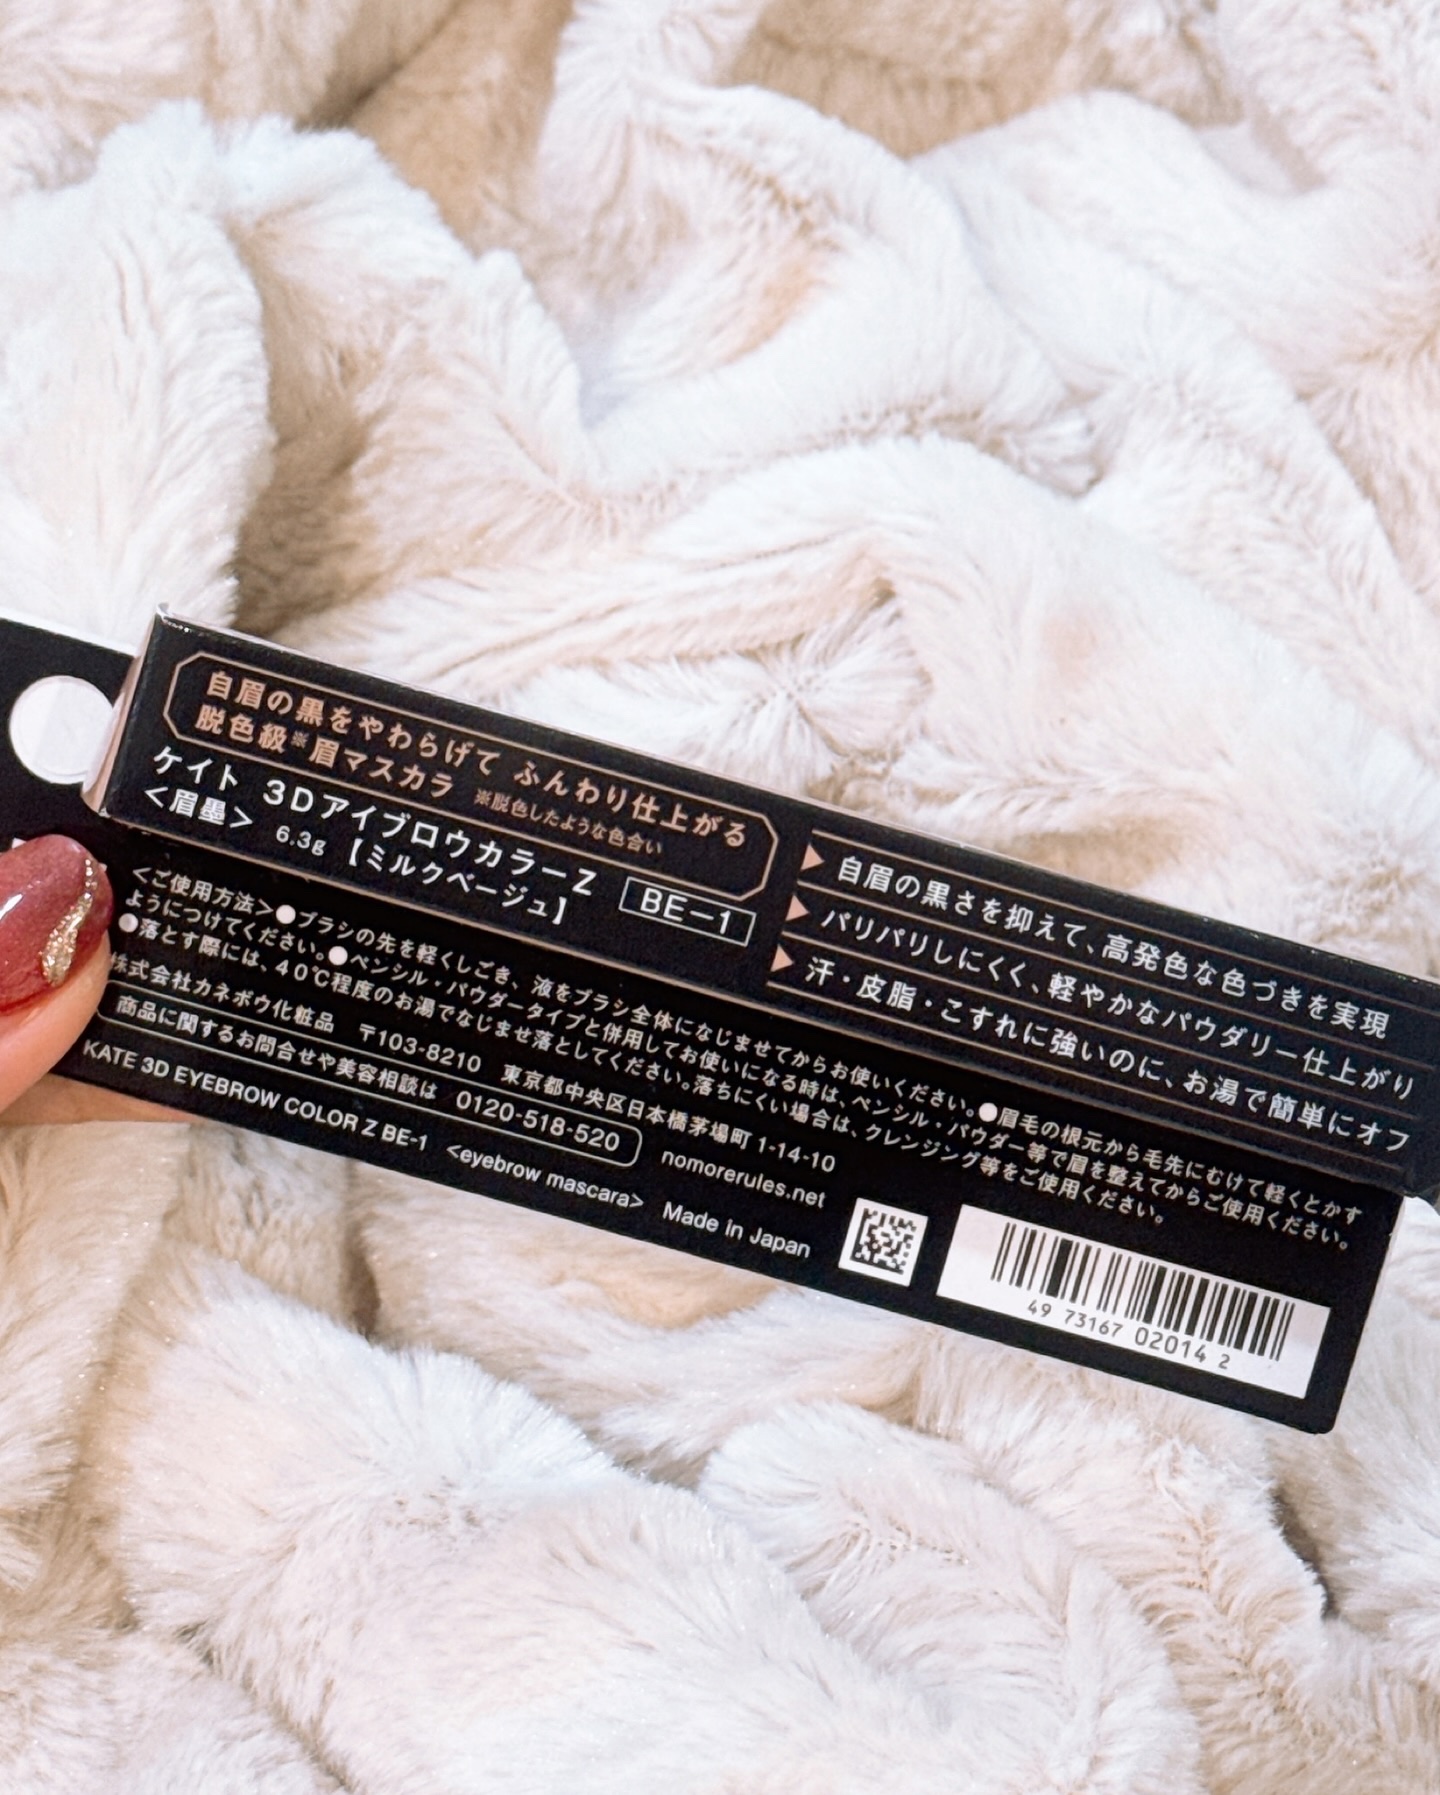 自眉の黒をやわらげて ふんわり仕上がる
脱色級※眉マスカラ ※脱色したような色合い
ケイト 3DアイブロウカラーZ BE-1
<眉墨> 6.3g 【ミルクベージュ】
自眉の黒さを抑えて、高発色な色づきを実現
パリパリしにくく、軽やかなパウダリー仕上がり
汗・皮脂・こすれに強いのに、お湯で簡単にオフ
<ご使用方法>●ブラシの先を軽くしごき、液をブラシ全体になじませてからお使いください。●眉毛の根元から毛先にむけて軽くとかす
ようにつけてください。●ペンシル・パウダータイプと併用してお使いになる時は、ペンシル・パウダー等で眉を整えてからご使用ください。
●落とす際には、40℃程度のお湯でなじませ落としてください。落ちにくい場合は、クレンジング等をご使用ください。
株式会社カネボウ化粧品 〒103-8210 東京都中央区日本橋茅場町 1-14-10
商品に関するお問合せや美容相談は 0120-518-520 nomorerules.net
KATE 3D EYEBROW COLOR Z BE-1 <eyebrow mascara> Made in Japan
49 73167 02014 2